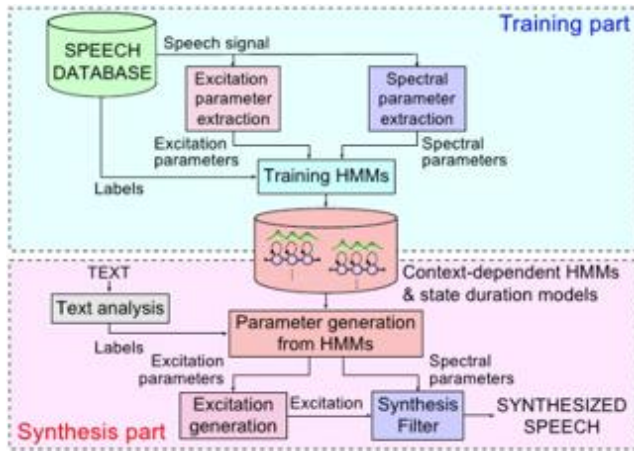 Training part
SPEECH
DATABASE
Speech signal
Excitation
parameter
extraction
Spectral
parameter
extraction
Excitation
parameters
Spectral
parameters
Labels
Training HMMs
Context-dependent HMMs
& state duration models
TEXT
Text analysis
Labels
Parameter generation
from HMMs
Excitation
parameters
Spectral
parameters
Excitation
generation
Excitation
Synthesis
Filter
SYNTHESIZED
SPEECH
Synthesis part